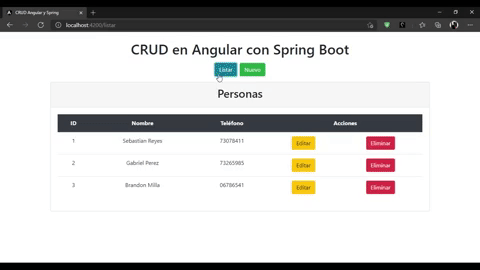 CRUD Angular y Spring
localhost:4200/listar
CRUD en Angular con Spring Boot
Listar Nuevo
Personas
ID Nombre Teléfono Acciones
1 Sebastian Reyes 73078411 Editar Eliminar
2 Gabriel Perez 73265985 Editar Eliminar
3 Brandon Milla 06786541 Editar Eliminar